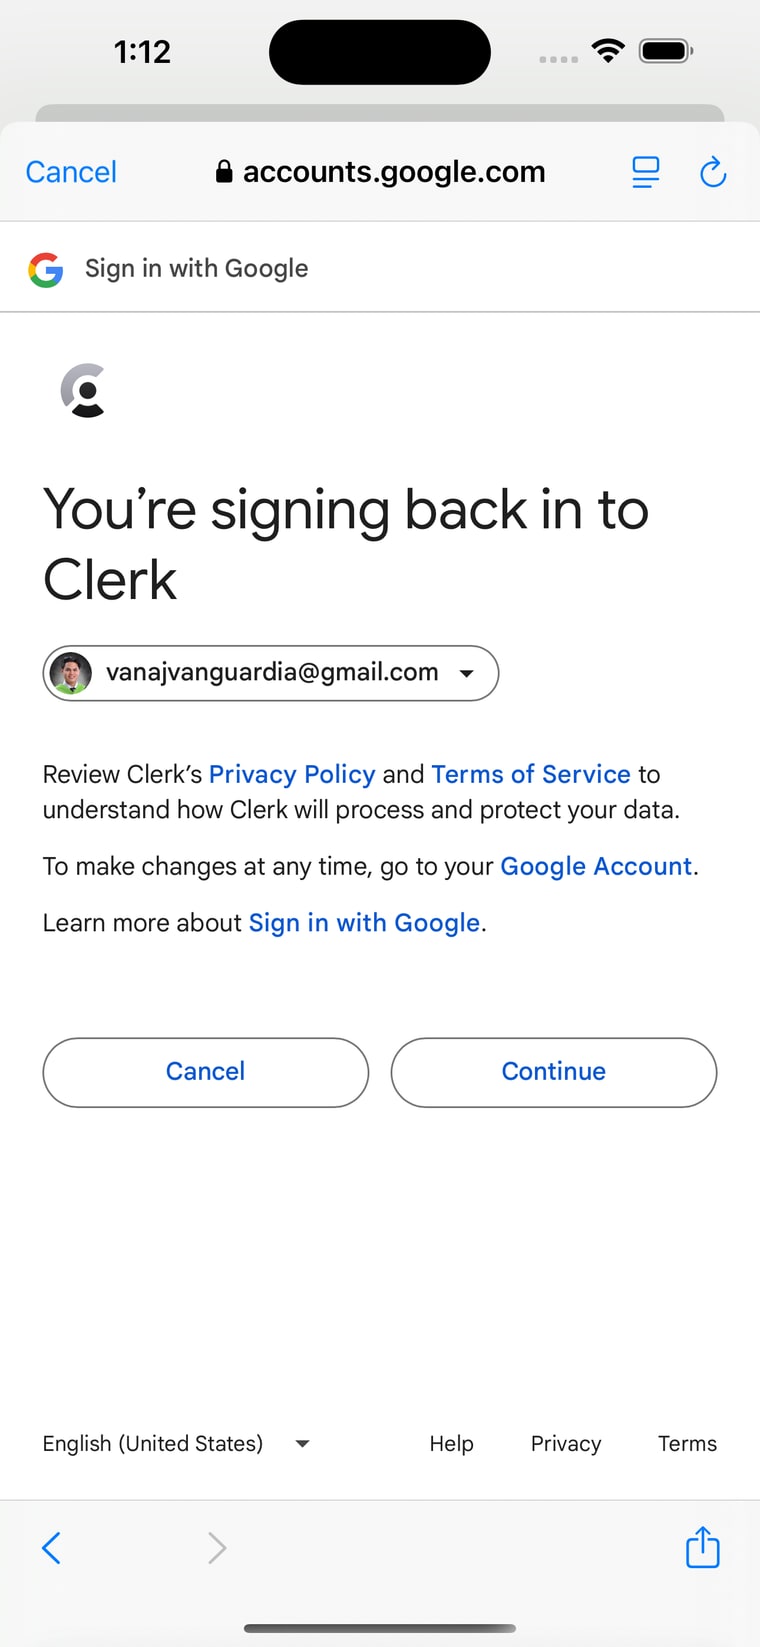 1:12
Cancel
accounts.google.com
Sign in with Google
You’re signing back in to
Clerk
vanajvanguardia@gmail.com
Review Clerk’s Privacy Policy and Terms of Service to
understand how Clerk will process and protect your data.
To make changes at any time, go to your Google Account.
Learn more about Sign in with Google.
Cancel
Continue
English (United States)
Help
Privacy
Terms